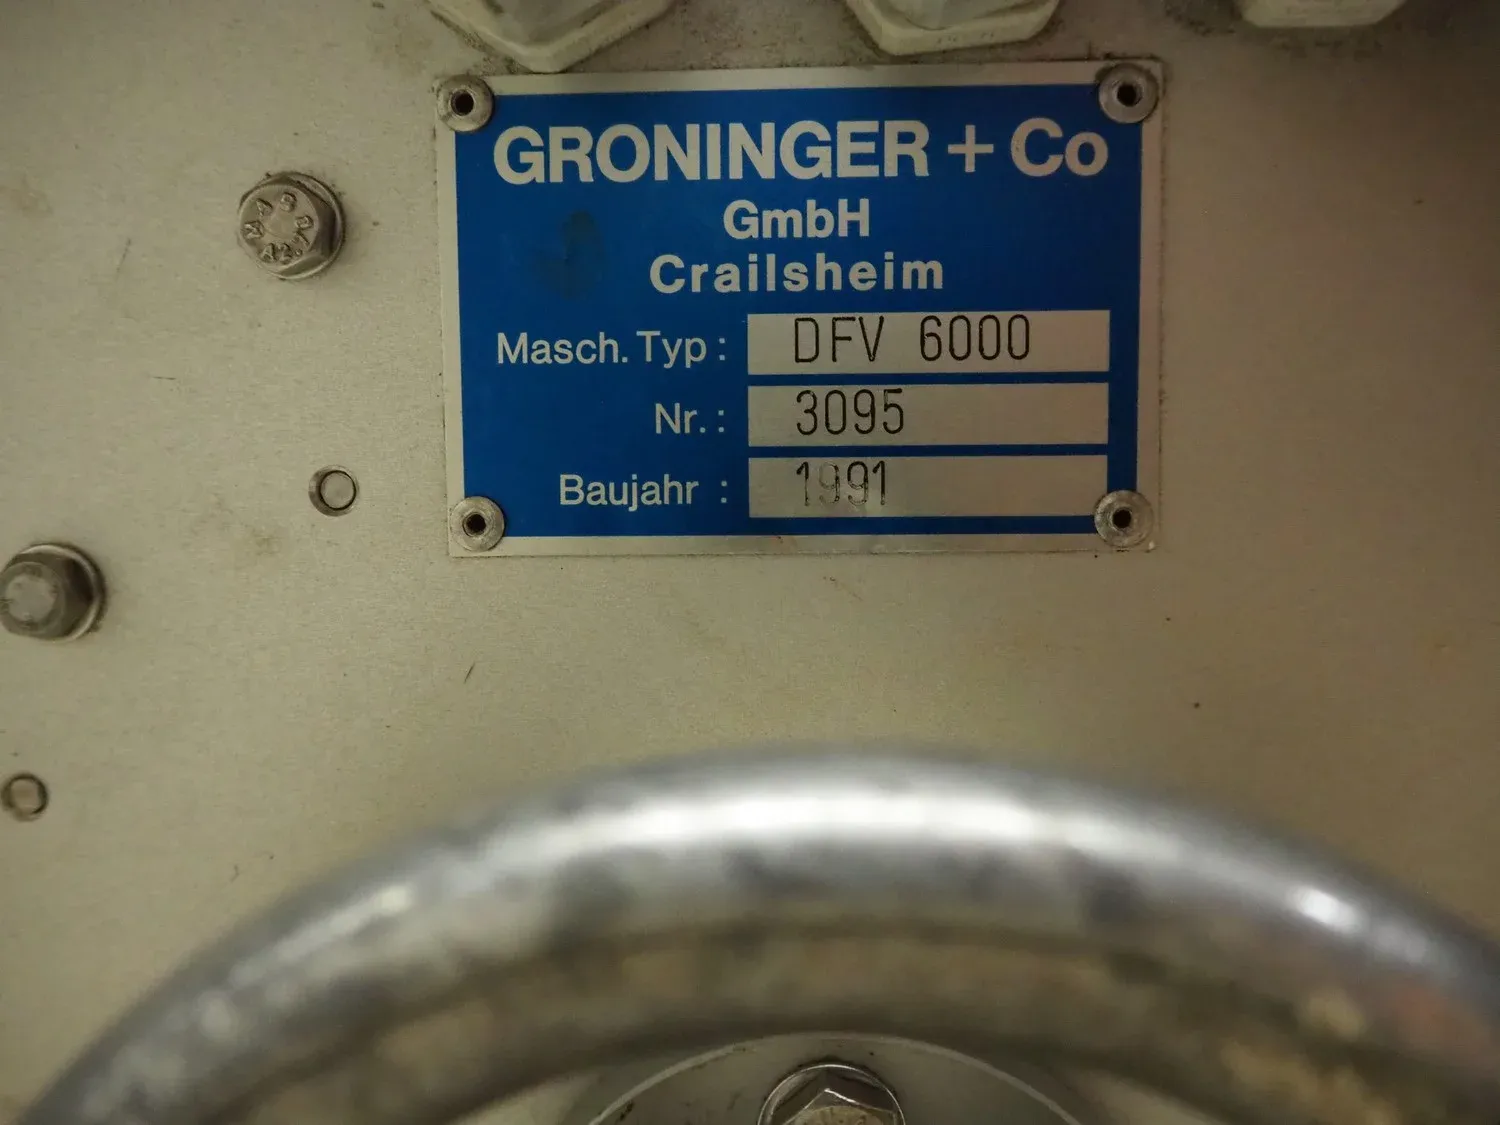 GRONINGER + Co
GmbH
Crailsheim
Masch. Typ : DFV 6000
Nr. : 3095
Baujahr : 1991